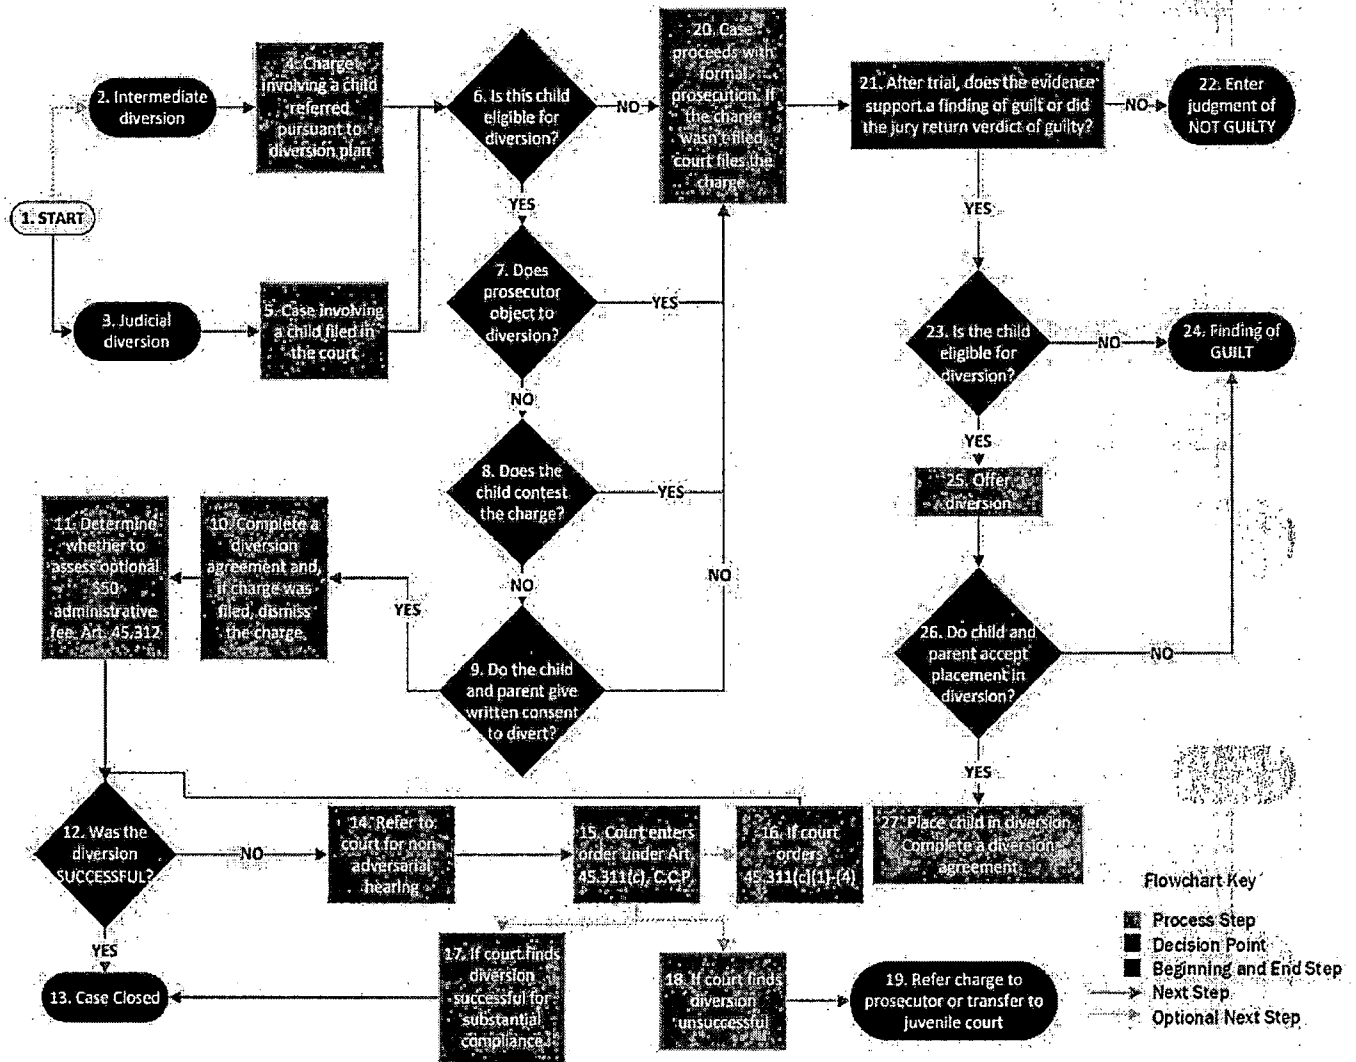 1. START
2. Intermediate
diversion
3. Judicial
diversion
4. Charge
involving a child
referred
pursuant to
diversion plan
5. Case involving
a child filed in
the court
6. Is this child
eligible for
diversion?
NO
YES
7. Does
prosecutor
object to
diversion?
YES
NO
8. Does the
child contest
the charge?
YES
NO
9. Do the child
and parent give
written consent
to divert?
YES
NO
10. Complete a
diversion
agreement and,
if charge was
filed, dismiss
the charge.
11. Determine
whether to
assess optional
$50
administrative
fee. Art. 45.312
12. Was the
diversion
SUCCESSFUL?
NO
YES
13. Case Closed
14. Refer to
court for non-
adversarial
hearing
15. Court enters
order under Art.
45.311(c), C.C.P.
16. If court
orders
45.311(c)(1)-(4)
17. If court finds
diversion
successful for
substantial
compliance.
18. If court finds
diversion
unsuccessful
19. Refer charge to
prosecutor or transfer to
juvenile court
20. Case
proceeds with
formal
prosecution. If
the charge
wasn't filed,
court files the
charge
21. After trial, does the evidence
support a finding of guilt or did
the jury return verdict of guilty?
NO
YES
22. Enter
judgment of
NOT GUILTY
23. Is the child
eligible for
diversion?
NO
YES
24. Finding of
GUILT
25. Offer
diversion
26. Do child and
parent accept
placement in
diversion?
NO
YES
27. Place child in diversion.
Complete a diversion
agreement
Flowchart Key
Process Step
Decision Point
Beginning and End Step
Next Step
Optional Next Step